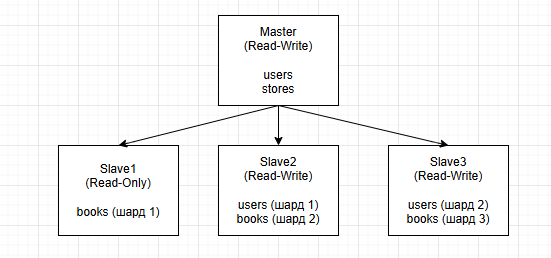 Master
(Read-Write)
users
stores
Slave1
(Read-Only)
books (шард 1)
Slave2
(Read-Write)
users (шард 1)
books (шард 2)
Slave3
(Read-Write)
users (шард 2)
books (шард 3)